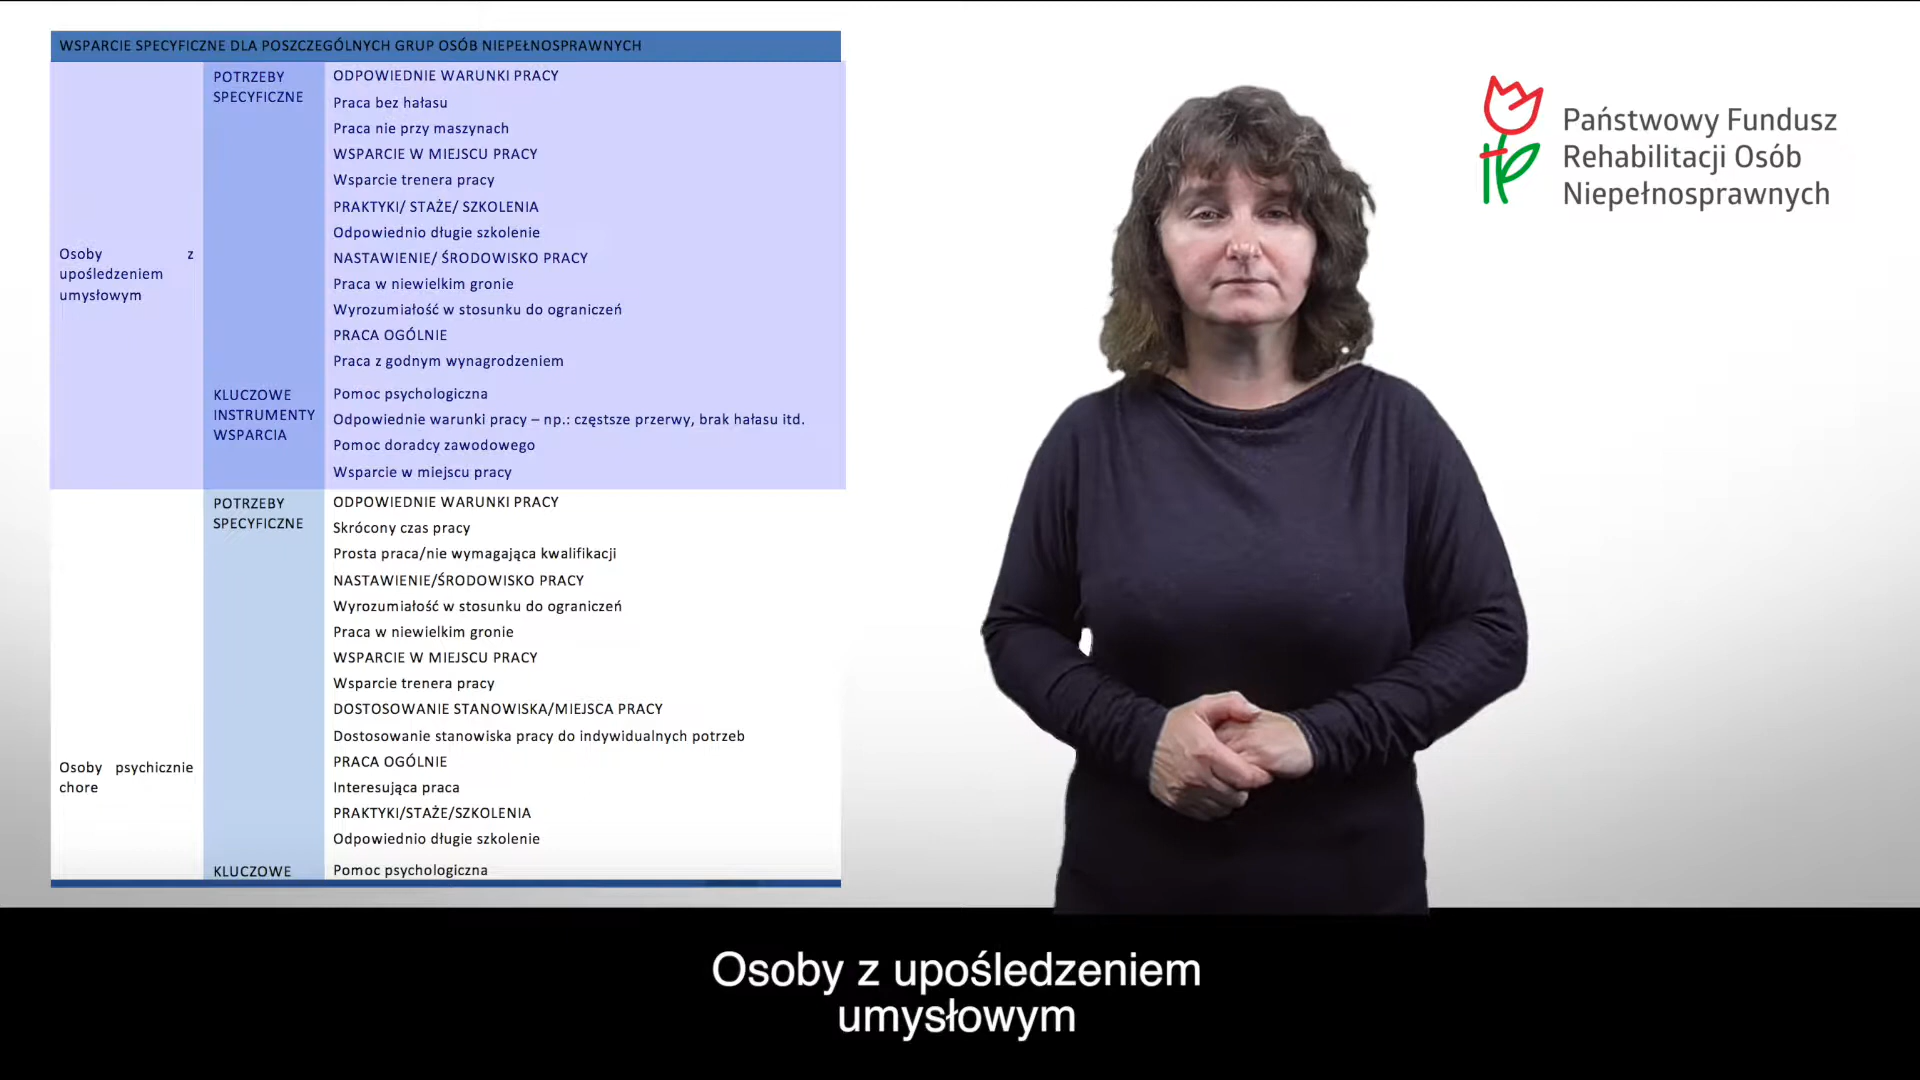 WSPARCIE SPECYFICZNE DLA POSZCZEGÓLNYCH GRUP OSÓB NIEPEŁNOSPRAWNYCH
Osoby z
upośledzeniem
umysłowym
POTRZEBY
SPECYFICZNE
ODPOWIEDNIE WARUNKI PRACY
Praca bez hałasu
Praca nie przy maszynach
WSPARCIE W MIEJSCU PRACY
Wsparcie trenera pracy
PRAKTYKI/ STAŻE/ SZKOLENIA
Odpowiednio długie szkolenie
NASTAWIENIE/ ŚRODOWISKO PRACY
Praca w niewielkim gronie
Wyrozumiałość w stosunku do ograniczeń
PRACA OGÓLNIE
Praca z godnym wynagrodzeniem
KLUCZOWE
INSTRUMENTY
WSPARCIA
Pomoc psychologiczna
Odpowiednie warunki pracy – np.: częstsze przerwy, brak hałasu itd.
Pomoc doradcy zawodowego
Wsparcie w miejscu pracy
Osoby psychicznie
chore
POTRZEBY
SPECYFICZNE
ODPOWIEDNIE WARUNKI PRACY
Skrócony czas pracy
Prosta praca/nie wymagająca kwalifikacji
NASTAWIENIE/ŚRODOWISKO PRACY
Wyrozumiałość w stosunku do ograniczeń
Praca w niewielkim gronie
WSPARCIE W MIEJSCU PRACY
Wsparcie trenera pracy
DOSTOSOWANIE STANOWISKA/MIEJSCA PRACY
Dostosowanie stanowiska pracy do indywidualnych potrzeb
PRACA OGÓLNIE
Interesująca praca
PRAKTYKI/STAŻE/SZKOLENIA
Odpowiednio długie szkolenie
KLUCZOWE
Pomoc psychologiczna
Państwowy Fundusz
Rehabilitacji Osób
Niepełnosprawnych
Osoby z upośledzeniem
umysłowym